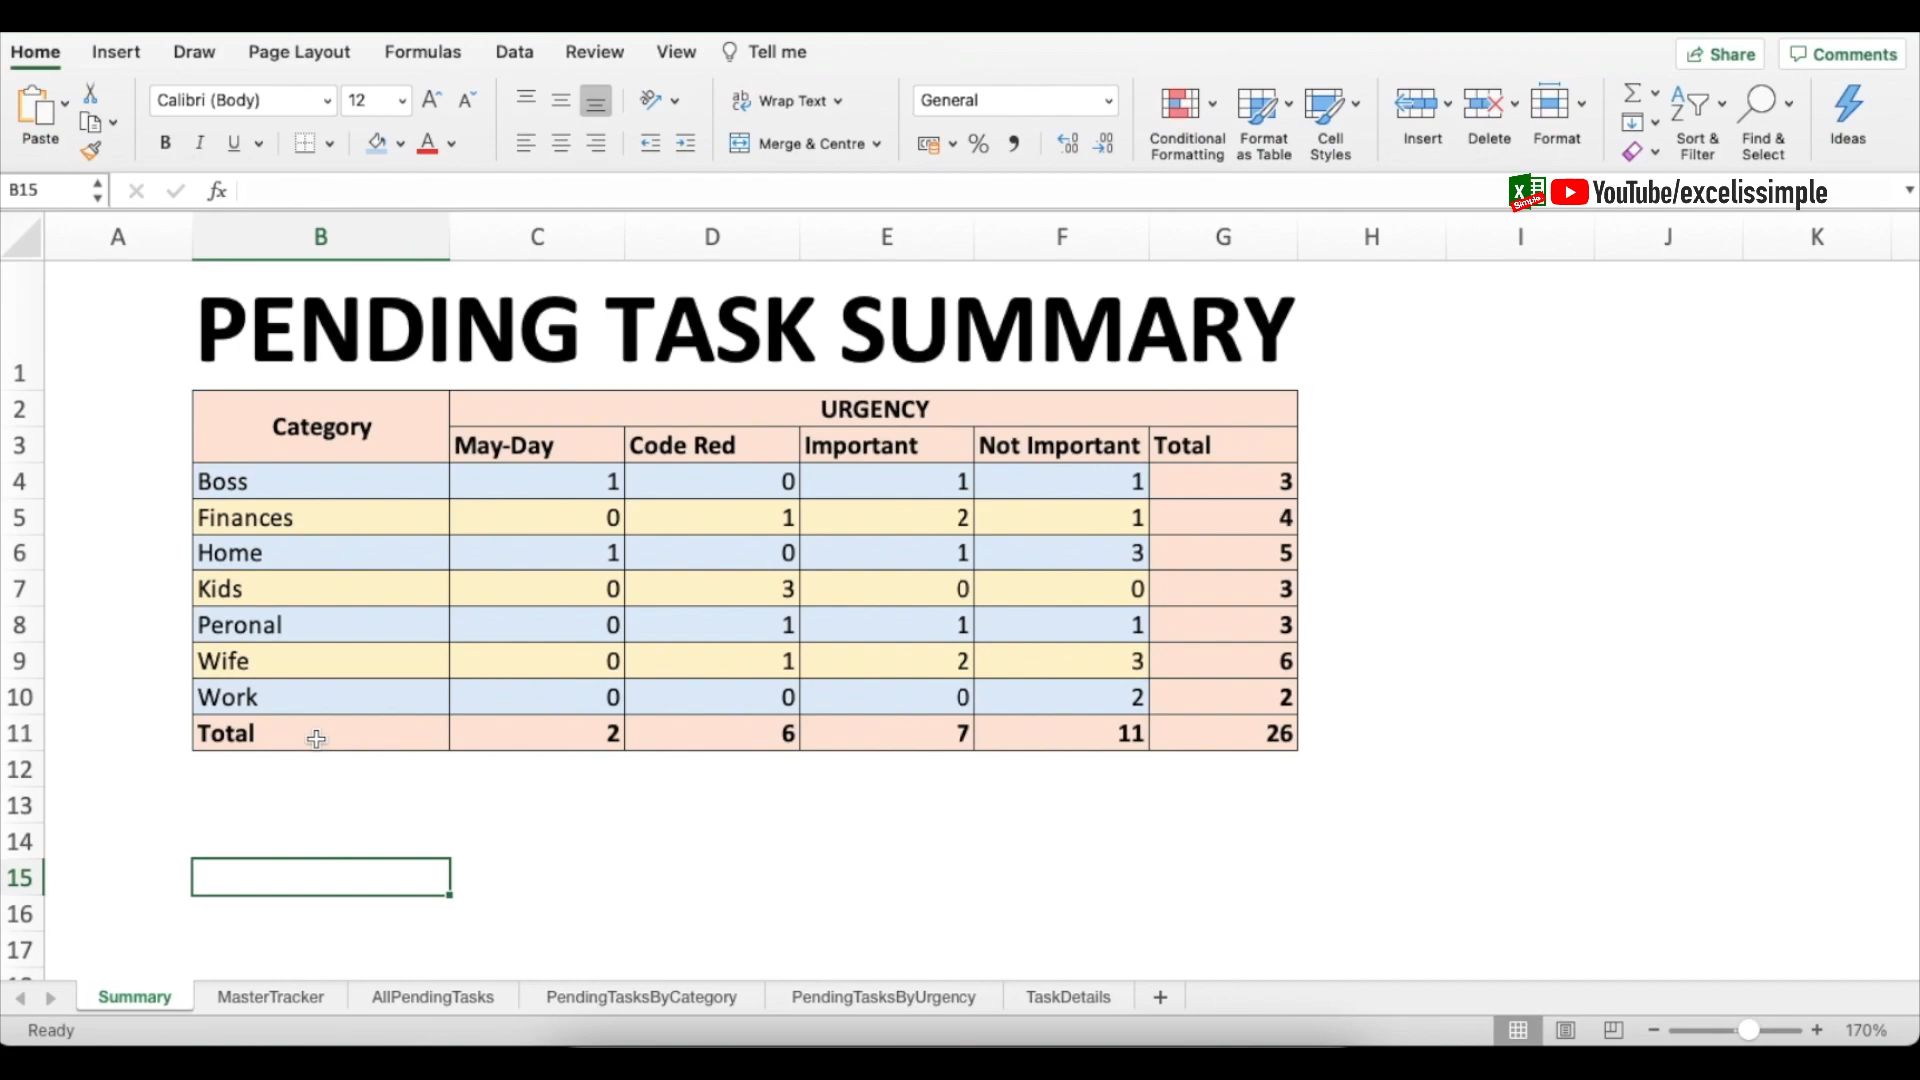 Home Insert Draw Page Layout Formulas Data Review View Tell me Share Comments
Calibri (Body) 12 A^ Aˇ Wrap Text General
Paste B I U A Merge & Centre % , Conditional Formatting Format as Table Cell Styles Insert Delete Format Sort & Filter Find & Select Ideas
B15 fx X Simple YouTube/excelissimple
A B C D E F G H I J K
PENDING TASK SUMMARY
1
2 Category URGENCY
3 May-Day Code Red Important Not Important Total
4 Boss 1 0 1 1 3
5 Finances 0 1 2 1 4
6 Home 1 0 1 3 5
7 Kids 0 3 0 0 3
8 Peronal 0 1 1 1 3
9 Wife 0 1 2 3 6
10 Work 0 0 0 2 2
11 Total 2 6 7 11 26
12
13
14
15
16
17
Summary MasterTracker AllPendingTasks PendingTasksByCategory PendingTasksByUrgency TaskDetails +
Ready 170%